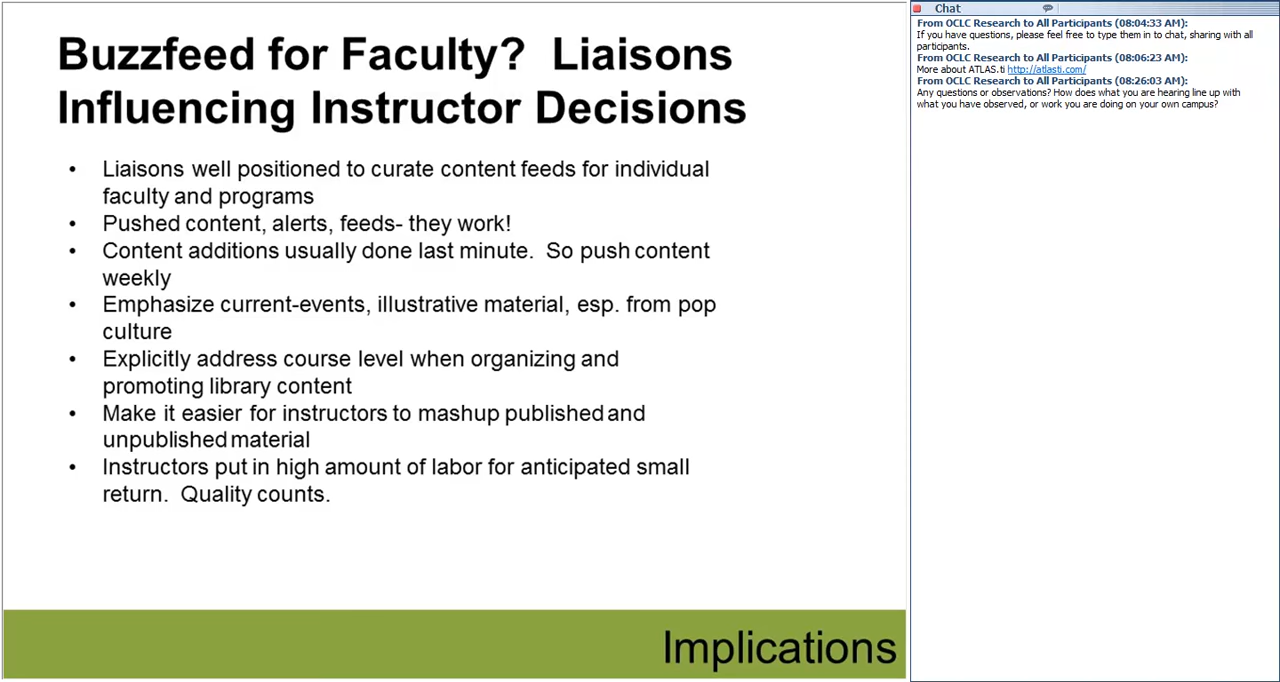 Buzzfeed for Faculty?  Liaisons
Influencing Instructor Decisions
• Liaisons well positioned to curate content feeds for individual
faculty and programs
• Pushed content, alerts, feeds- they work!
• Content additions usually done last minute.  So push content
weekly
• Emphasize current-events, illustrative material, esp. from pop
culture
• Explicitly address course level when organizing and
promoting library content
• Make it easier for instructors to mashup published and
unpublished material
• Instructors put in high amount of labor for anticipated small
return.  Quality counts.
Implications
Chat
From OCLC Research to All Participants (08:04:33 AM):
If you have questions, please feel free to type them in to chat, sharing with all
participants.
From OCLC Research to All Participants (08:06:23 AM):
More about ATLAS.ti http://atlasti.com/
From OCLC Research to All Participants (08:26:03 AM):
Any questions or observations? How does what you are hearing line up with
what you have observed, or work you are doing on your own campus?